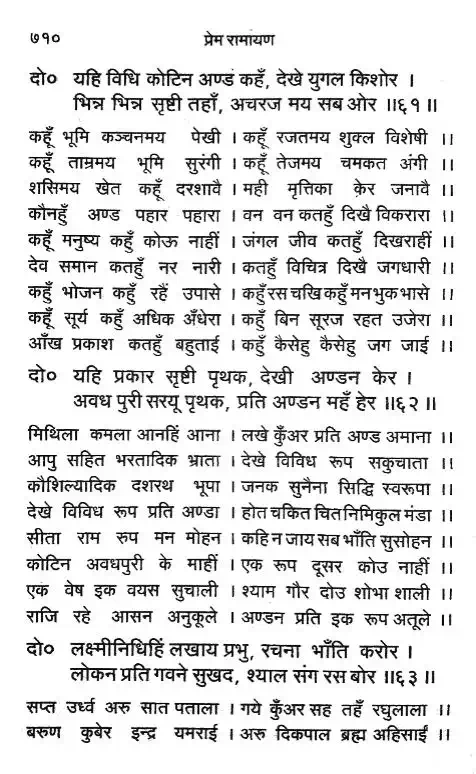 ७१० प्रेम रामायण
दो० यहि विधि कोटिन अण्ड कहँ, देखे युगल किशोर ।
भिन्न भिन्न सृष्टी तहाँ, अचरज मय सब ओर ॥६१॥
कहूँ भूमि कञ्चनमय पेखी । कहूँ रजतमय शुक्ल विशेषी ॥
कहूँ ताम्रमय भूमि सुरंगी । कहूँ तेजमय चमकत अंगी ॥
शसिमय खेत कहूँ दरशावै । मही मृत्तिका केर जनावै ॥
कौनहुँ अण्ड पहार पहारा । वन वन कतहुँ दिखै विकरारा ॥
कहूँ मनुष्य कहूँ कोऊ नाहीं । जंगल जीव कतहुँ दिखराहीं ॥
देव समान कतहुँ नर नारी । कतहुँ विचित्र दिखै जगधारी ॥
कहूँ भोजन कहूँ रहैं उपासे । कहुँ रस चखि कहुँ मनभुक भासे ॥
कहूँ सूर्य कहुँ अधिक अँधेरा । कहूँ बिन सूरज रहत उजेरा ॥
आँख प्रकाश कतहुँ बहुताई । कहूँ कैसेहु कैसेहु जग जाई ॥
दो० यहि प्रकार सृष्टी पृथक, देखी अण्डन केर ।
अवध पुरी सरयू पृथक, प्रति अण्डन महँ हेर ॥६२॥
मिथिला कमला आनहिं आना । लखे कुँअर प्रति अण्ड अमाना ॥
आपु सहित भरतादिक भ्राता । देखे विविध रूप सकुचाता ॥
कौशिल्यादिक दशरथ भूपा । जनक सुनैना सिद्धि स्वरूपा ॥
देखे विविध रूप प्रति अण्डा । होत चकित चित निमिकुल मंडा ॥
सीता राम रुप मन मोहन । कहि न जाय सब भाँति सुसोहन ॥
कोटिन अवधपुरी के माहीं । एक रूप दूसर कोउ नाहीं ॥
एक वेष इक वयस सुचाली । श्याम गौर दोउ शोभा शाली ॥
राजि रहे आसन अनुकूले । अण्डन प्रति इक रूप अतूले ॥
दो० लक्ष्मीनिधिहिं लखाय प्रभु, रचना भाँति करोर ।
लोकन प्रति गवने सुखद, श्याल संग रस बोर ॥६३॥
सप्त उर्ध्व अरु सात पताला । गये कुँअर सह तहँ रघुलाला ॥
बरुण कुबेर इन्द्र यमराई । अरु दिकपाल ब्रह्म अहिसाईं ॥